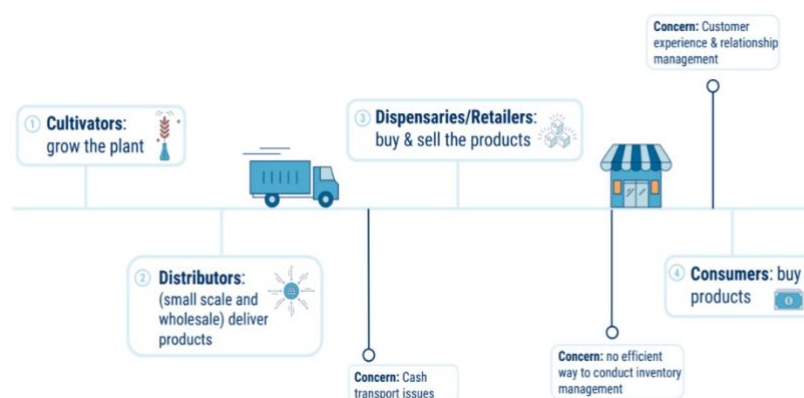 Concern: Customer
experience & relationship
management
1 Cultivators:
grow the plant
3 Dispensaries/Retailers:
buy & sell the products
2 Distributors:
(small scale and
wholesale) deliver
products
4 Consumers: buy
products
Concern: Cash
transport issues
Concern: no efficient
way to conduct inventory
management